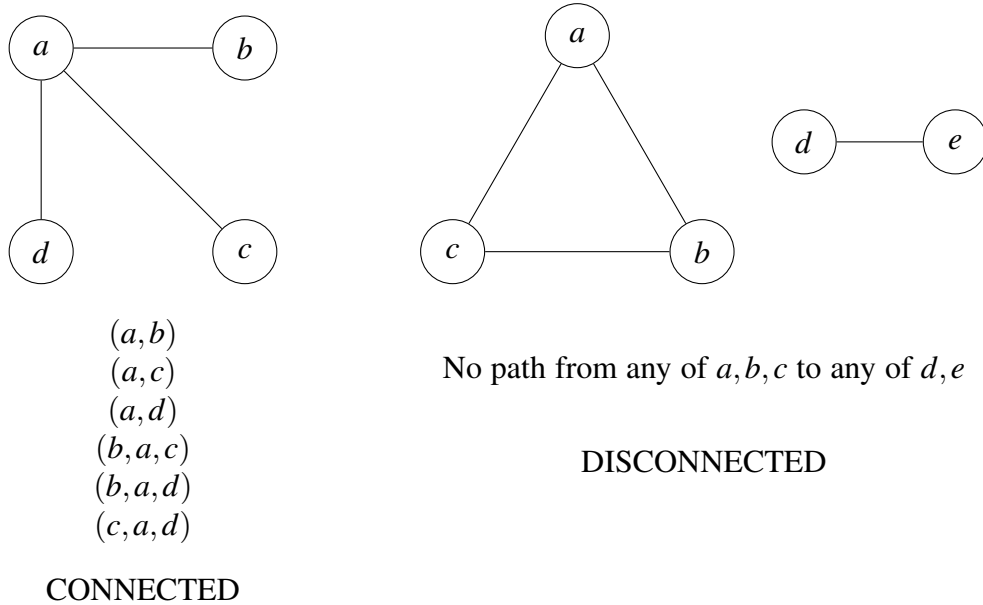 a
b
d
c
(a,b)
(a,c)
(a,d)
(b,a,c)
(b,a,d)
(c,a,d)
CONNECTED
a
d
e
c
b
No path from any of a,b,c to any of d,e
DISCONNECTED